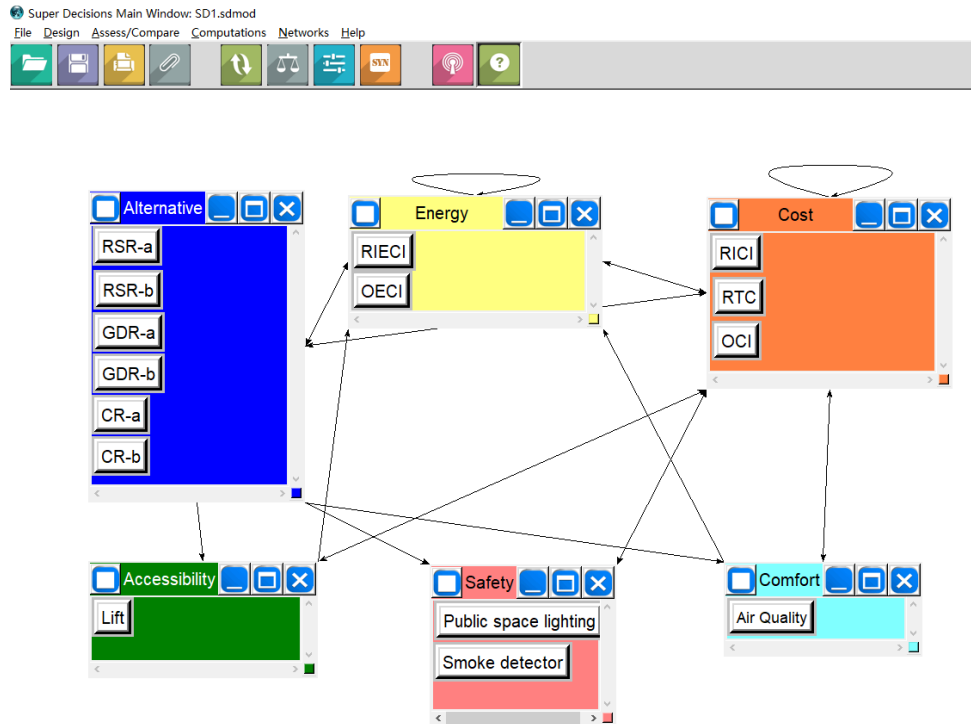 Super Decisions Main Window: SD1.sdmod
File Design Assess/Compare Computations Networks Help
SYN
?
Alternative
RSR-a
RSR-b
GDR-a
GDR-b
CR-a
CR-b
Energy
RIECI
OECI
Cost
RICI
RTC
OCI
Accessibility
Lift
Safety
Public space lighting
Smoke detector
Comfort
Air Quality